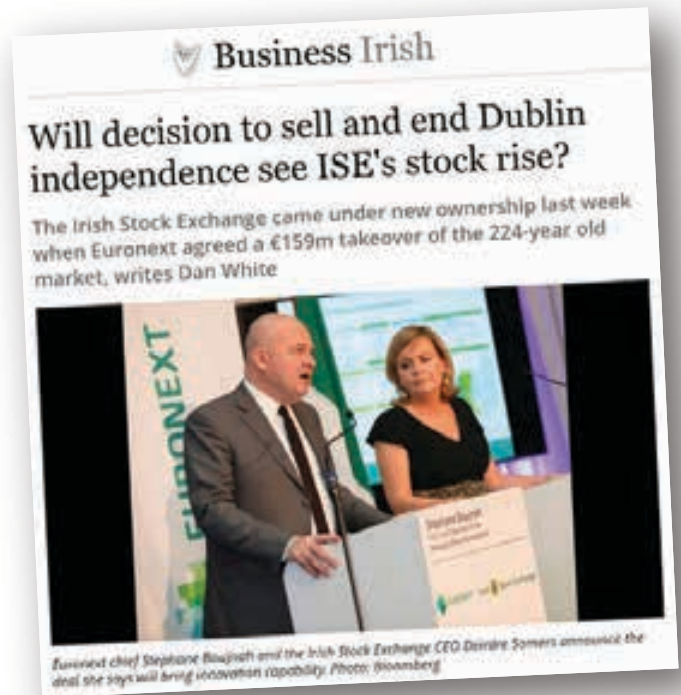 Business Irish
Will decision to sell and end Dublin
independence see ISE's stock rise?
The Irish Stock Exchange came under new ownership last week
when Euronext agreed a €159m takeover of the 224-year old
market, writes Dan White
EURONEXT
Euronext chief Stephane Boujnah and the Irish Stock Exchange CEO Deirdre Somers announce the
deal she says will bring innovation capability. Photo: Bloomberg